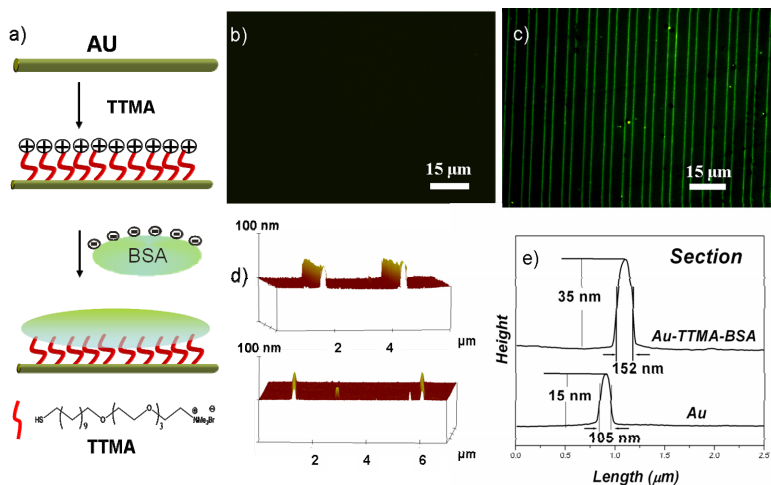 a)
AU
TTMA
BSA
HS
9
O
O
3
NMe3Br
TTMA
b)
15 µm
c)
15 µm
d)
100 nm
2
4
µm
100 nm
2
4
6
µm
e)
Section
35 nm
Au-TTMA-BSA
152 nm
15 nm
Au
105 nm
Height
0.0
0.5
1.0
1.5
2.0
2.5
Length (µm)